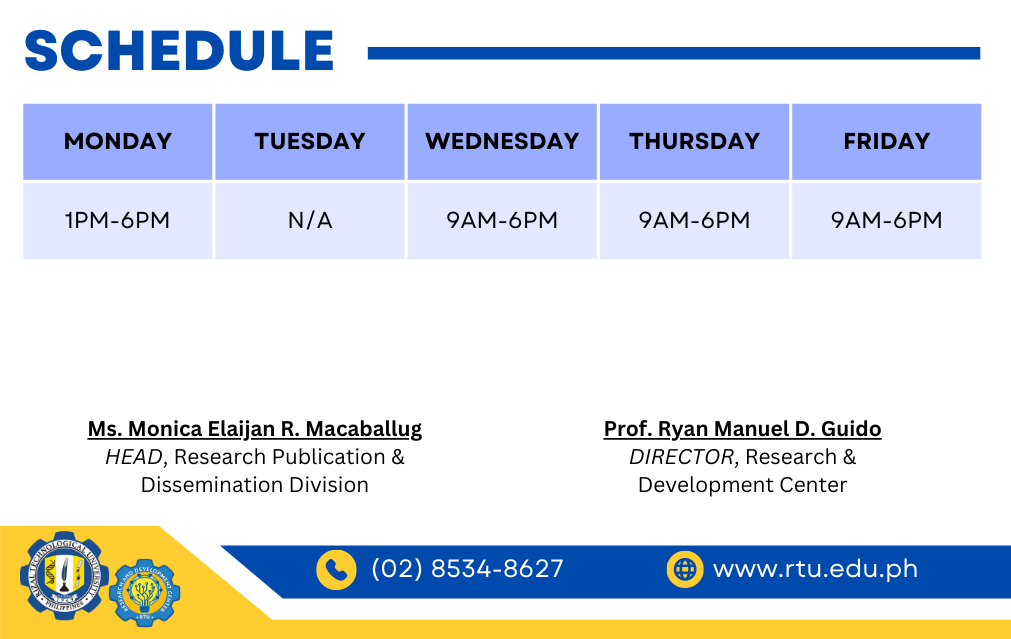 SCHEDULE
MONDAY TUESDAY WEDNESDAY THURSDAY FRIDAY
1PM-6PM N/A 9AM-6PM 9AM-6PM 9AM-6PM
Ms. Monica Elaijan R. Macaballug
HEAD, Research Publication &
Dissemination Division
Prof. Ryan Manuel D. Guido
DIRECTOR, Research &
Development Center
RIZAL TECHNOLOGICAL UNIVERSITY
PHILIPPINES
RESEARCH AND DEVELOPMENT CENTER
RTU
(02) 8534-8627
www.rtu.edu.ph